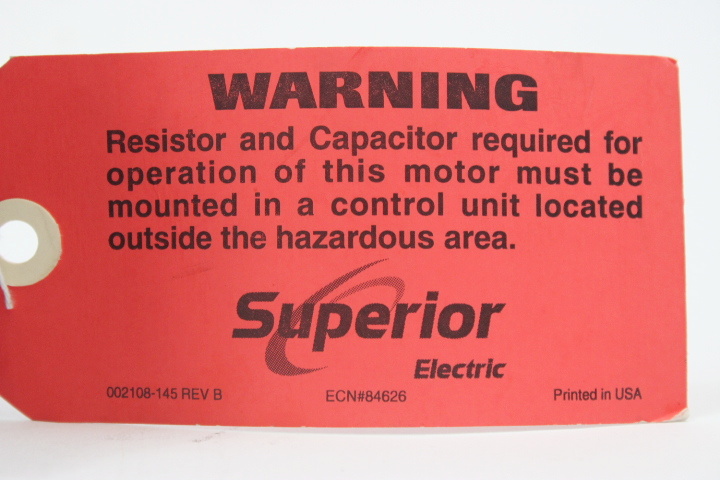 WARNING
Resistor and Capacitor required for
operation of this motor must be
mounted in a control unit located
outside the hazardous area.
Superior
Electric
002108-145 REV B ECN#84626 Printed in USA